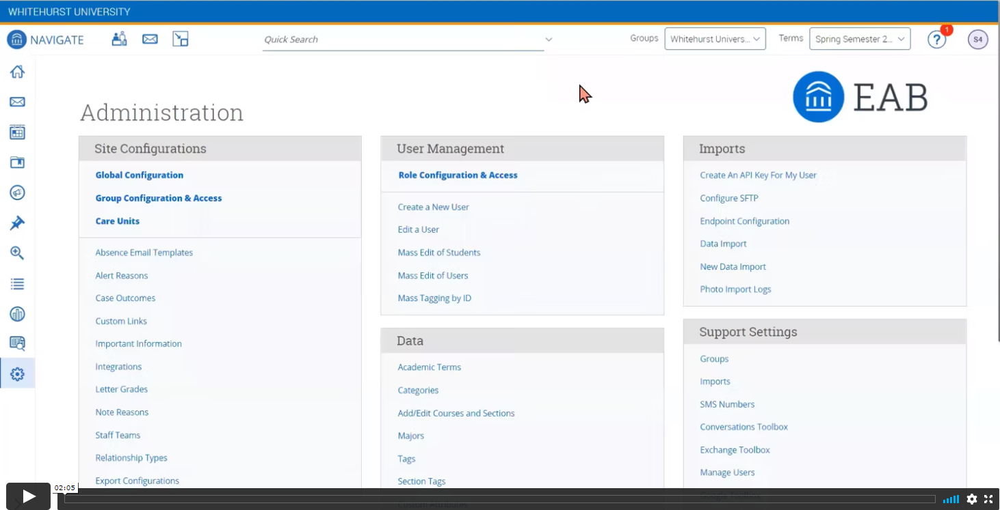 WHITEHURST UNIVERSITY
NAVIGATE
Quick Search
Groups
Whitehurst Univers...
Terms
Spring Semester 2...
?
1
S4
EAB
Administration
Site Configurations
Global Configuration
Group Configuration & Access
Care Units
Absence Email Templates
Alert Reasons
Case Outcomes
Custom Links
Important Information
Integrations
Letter Grades
Note Reasons
Staff Teams
Relationship Types
Export Configurations
User Management
Role Configuration & Access
Create a New User
Edit a User
Mass Edit of Students
Mass Edit of Users
Mass Tagging by ID
Data
Academic Terms
Categories
Add/Edit Courses and Sections
Majors
Tags
Section Tags
Custom Attributes
Imports
Create An API Key For My User
Configure SFTP
Endpoint Configuration
Data Import
New Data Import
Photo Import Logs
Support Settings
Groups
Imports
SMS Numbers
Conversations Toolbox
Exchange Toolbox
Manage Users
Google Toolbox
02:05